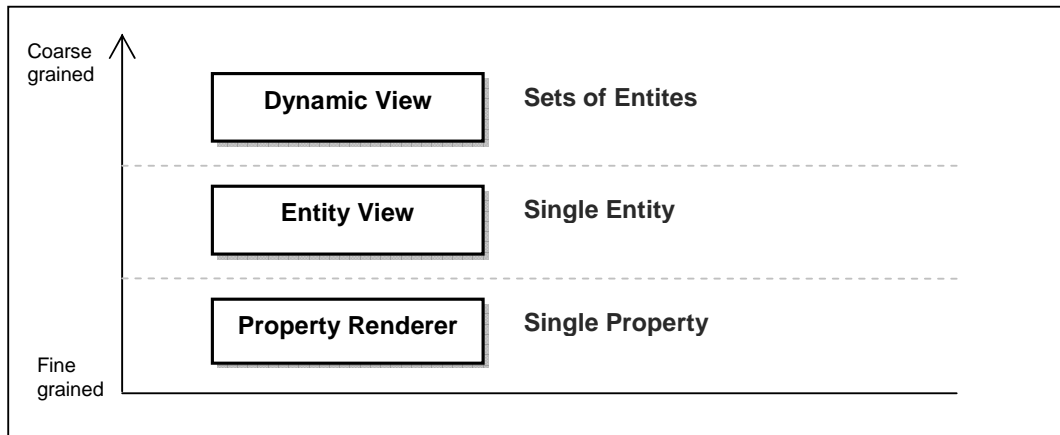 Coarse
grained
Dynamic View
Sets of Entites
Entity View
Single Entity
Property Renderer
Single Property
Fine
grained